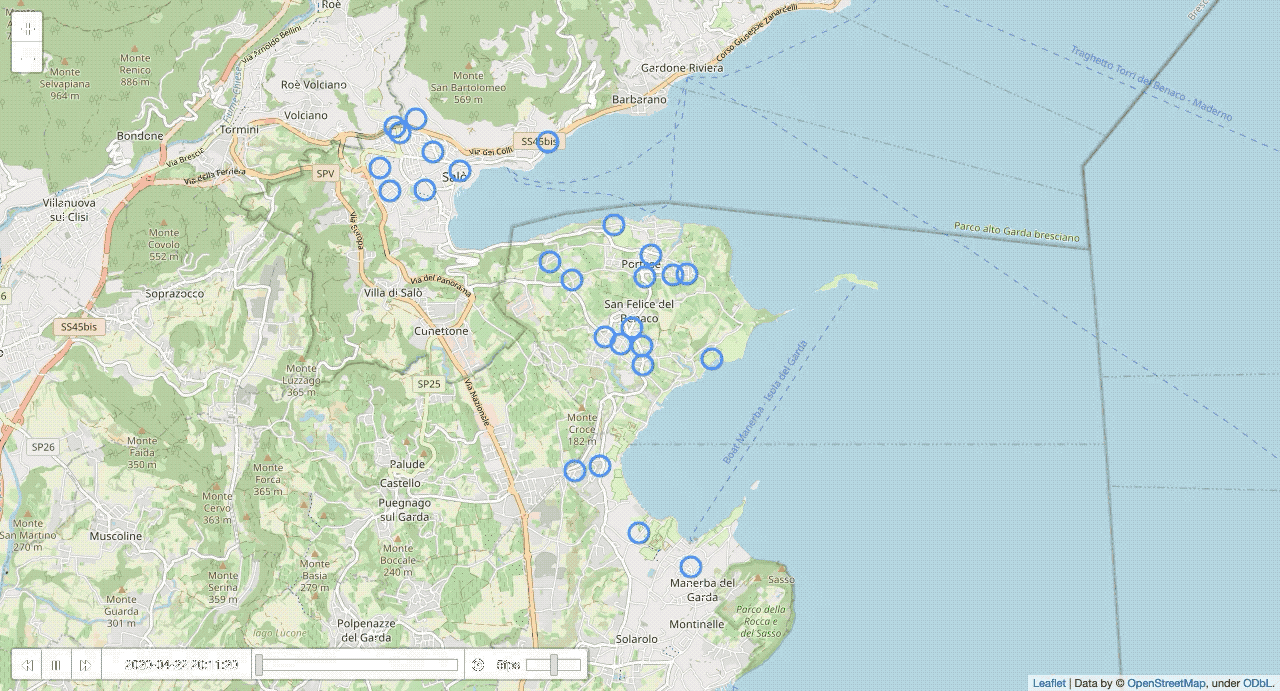 Roè
Via Arnoldo Bellini
Monte
Renico
886 m
Monte
Selvapiana
964 m
Roè Volciano
Monte
San Bartolomeo
569 m
Gardone Riviera
Corso Giuseppe Zanardelli
Barbarano
Traghetto Torri del Benaco - Maderno
Volciano
Bondone
Tormini
Via Brescia
Via della Ferriera
SPV
Via dei Colli
SS45bis
Salò
Villanuova
sul Clisi
Monte
Covolo
552 m
Via Europa
Parco alto Garda bresciano
Portese
Via del Panorama
Villa di Salò
Soprazocco
San Felice del
Benaco
6
SS45bis
Cunettone
Boat Manerba - Isola del Garda
Monte
Luzzago
365 m
SP25
Via Nazionale
Monte
Croce
182 m
SP26
Monte
Faida
350 m
Monte
Forca
365 m
Palude
Castello
Puegnago
sul Garda
Monte
Cervo
363 m
Monte
San Martino
270 m
Muscoline
Monte
Boccale
240 m
Monte
Basia
279 m
Monte
Serina
359 m
Monte
Guarda
301 m
Manerba del
Garda
Sasso
Parco della
Rocca e
del Sasso
Montinelle
Lago Lucone
Polpenazze
del Garda
Solarolo
2020-04-22 20:11:20
5fps
Leaflet | Data by © OpenStreetMap, under ODbL.